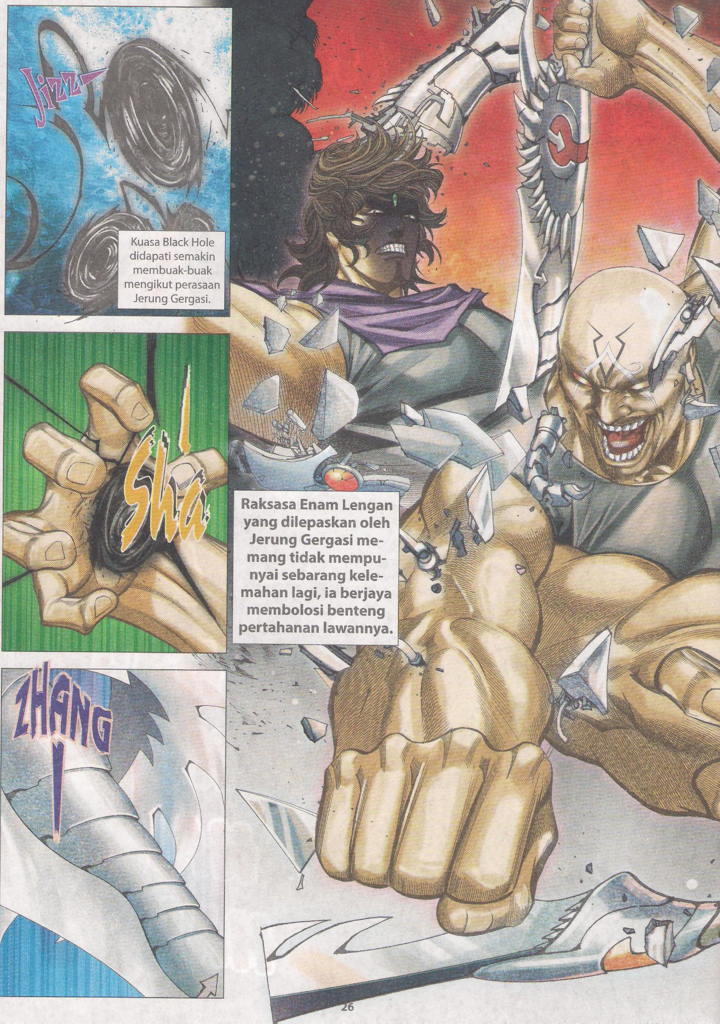 Jizz
Kuasa Black Hole
didapati semakin
membuak-buak
mengikut perasaan
Jerung Gergasi.
Sha
Raksasa Enam Lengan
yang dilepaskan oleh
Jerung Gergasi me-
mang tidak mempu-
nyai sebarang kele-
mahan lagi, ia berjaya
membolosi benteng
pertahanan lawannya.
ZHANG
!
26